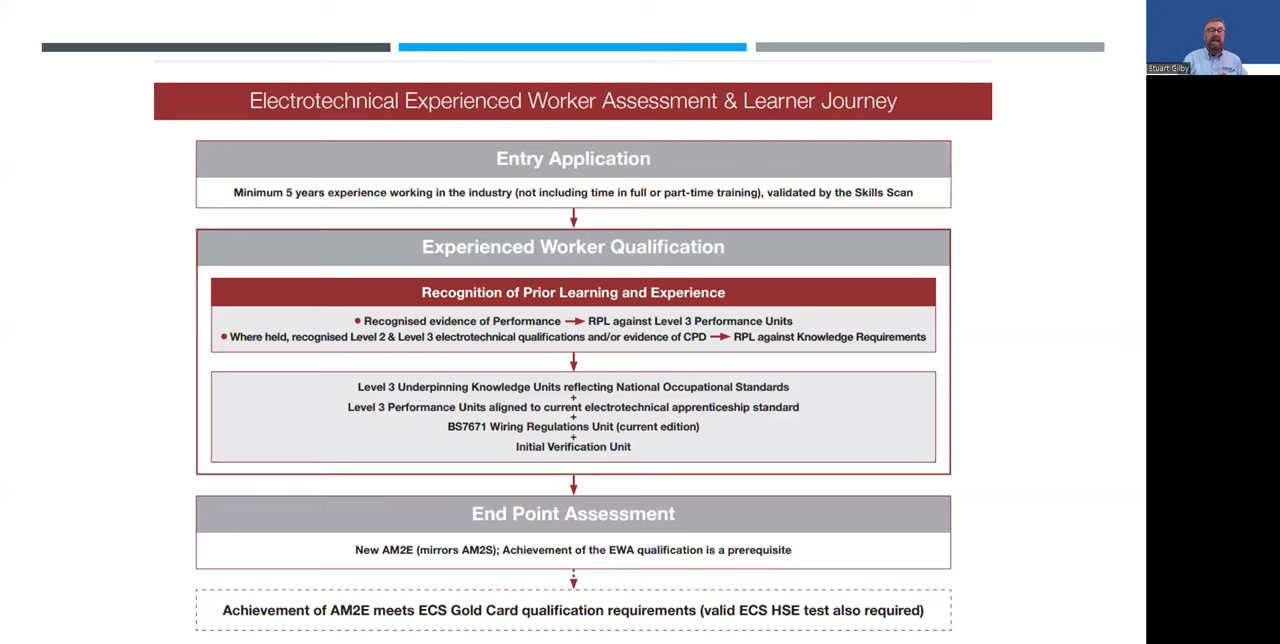 Stuart Gilby
Electrotechnical Experienced Worker Assessment & Learner Journey
Entry Application
Minimum 5 years experience working in the industry (not including time in full or part-time training), validated by the Skills Scan
Experienced Worker Qualification
Recognition of Prior Learning and Experience
• Recognised evidence of Performance → RPL against Level 3 Performance Units
• Where held, recognised Level 2 & Level 3 electrotechnical qualifications and/or evidence of CPD → RPL against Knowledge Requirements
Level 3 Underpinning Knowledge Units reflecting National Occupational Standards
+
Level 3 Performance Units aligned to current electrotechnical apprenticeship standard
+
BS7671 Wiring Regulations Unit (current edition)
+
Initial Verification Unit
End Point Assessment
New AM2E (mirrors AM2S); Achievement of the EWA qualification is a prerequisite
Achievement of AM2E meets ECS Gold Card qualification requirements (valid ECS HSE test also required)